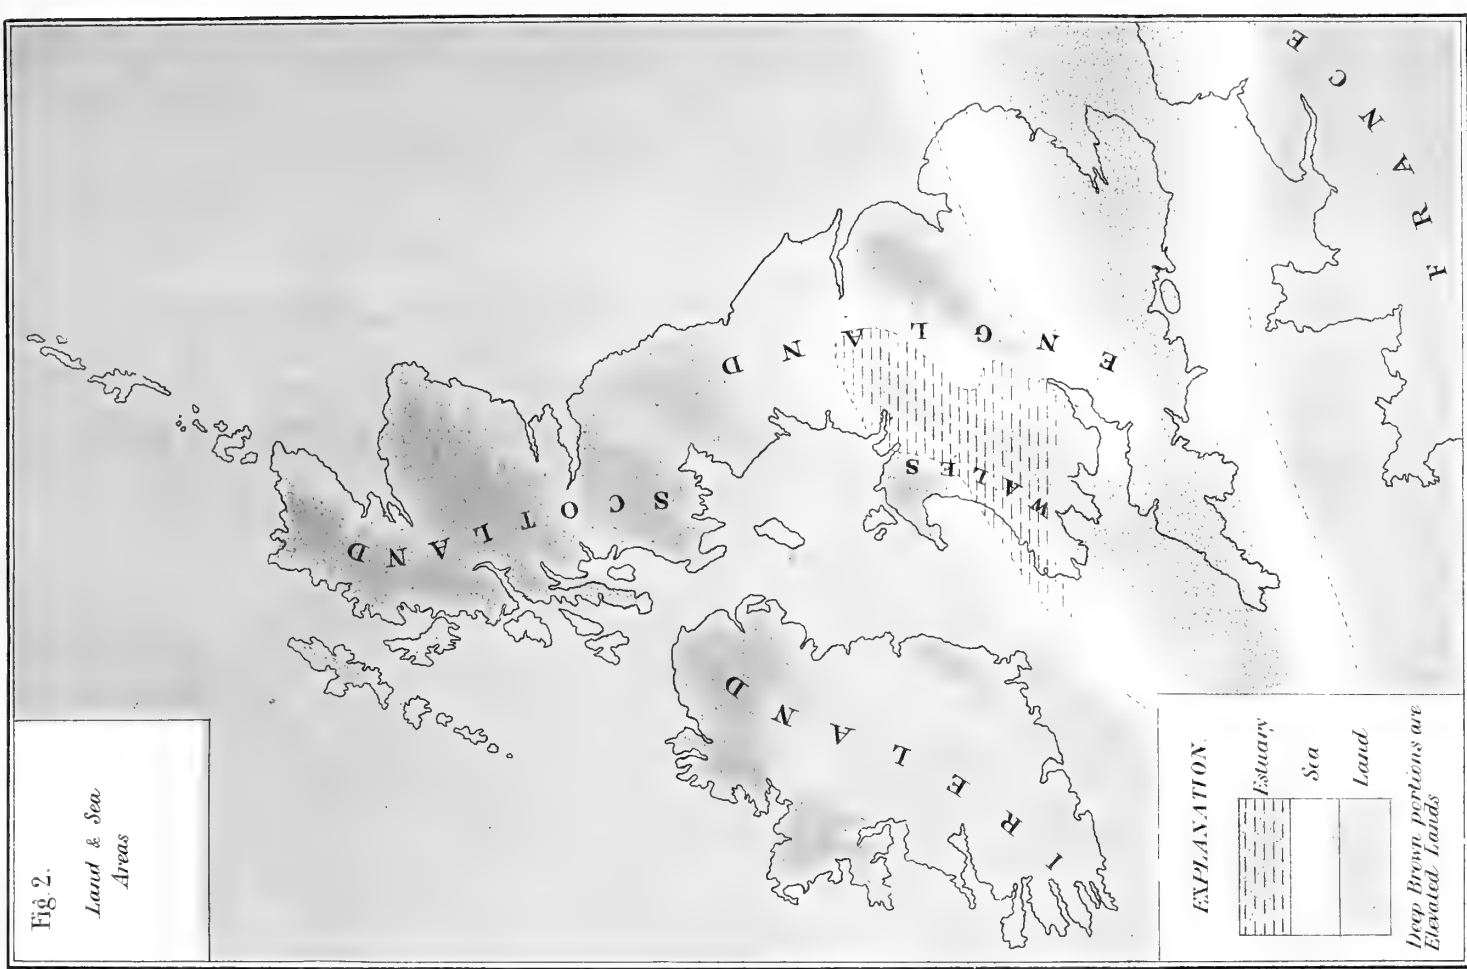 Fig. 2.
Land & Sea
Areas
SCOTLAND
ENGLAND
WALES
IRELAND
FRANCE
EXPLANATION.
Estuary
Sea
Land
Deep Brown portions are
Elevated Lands